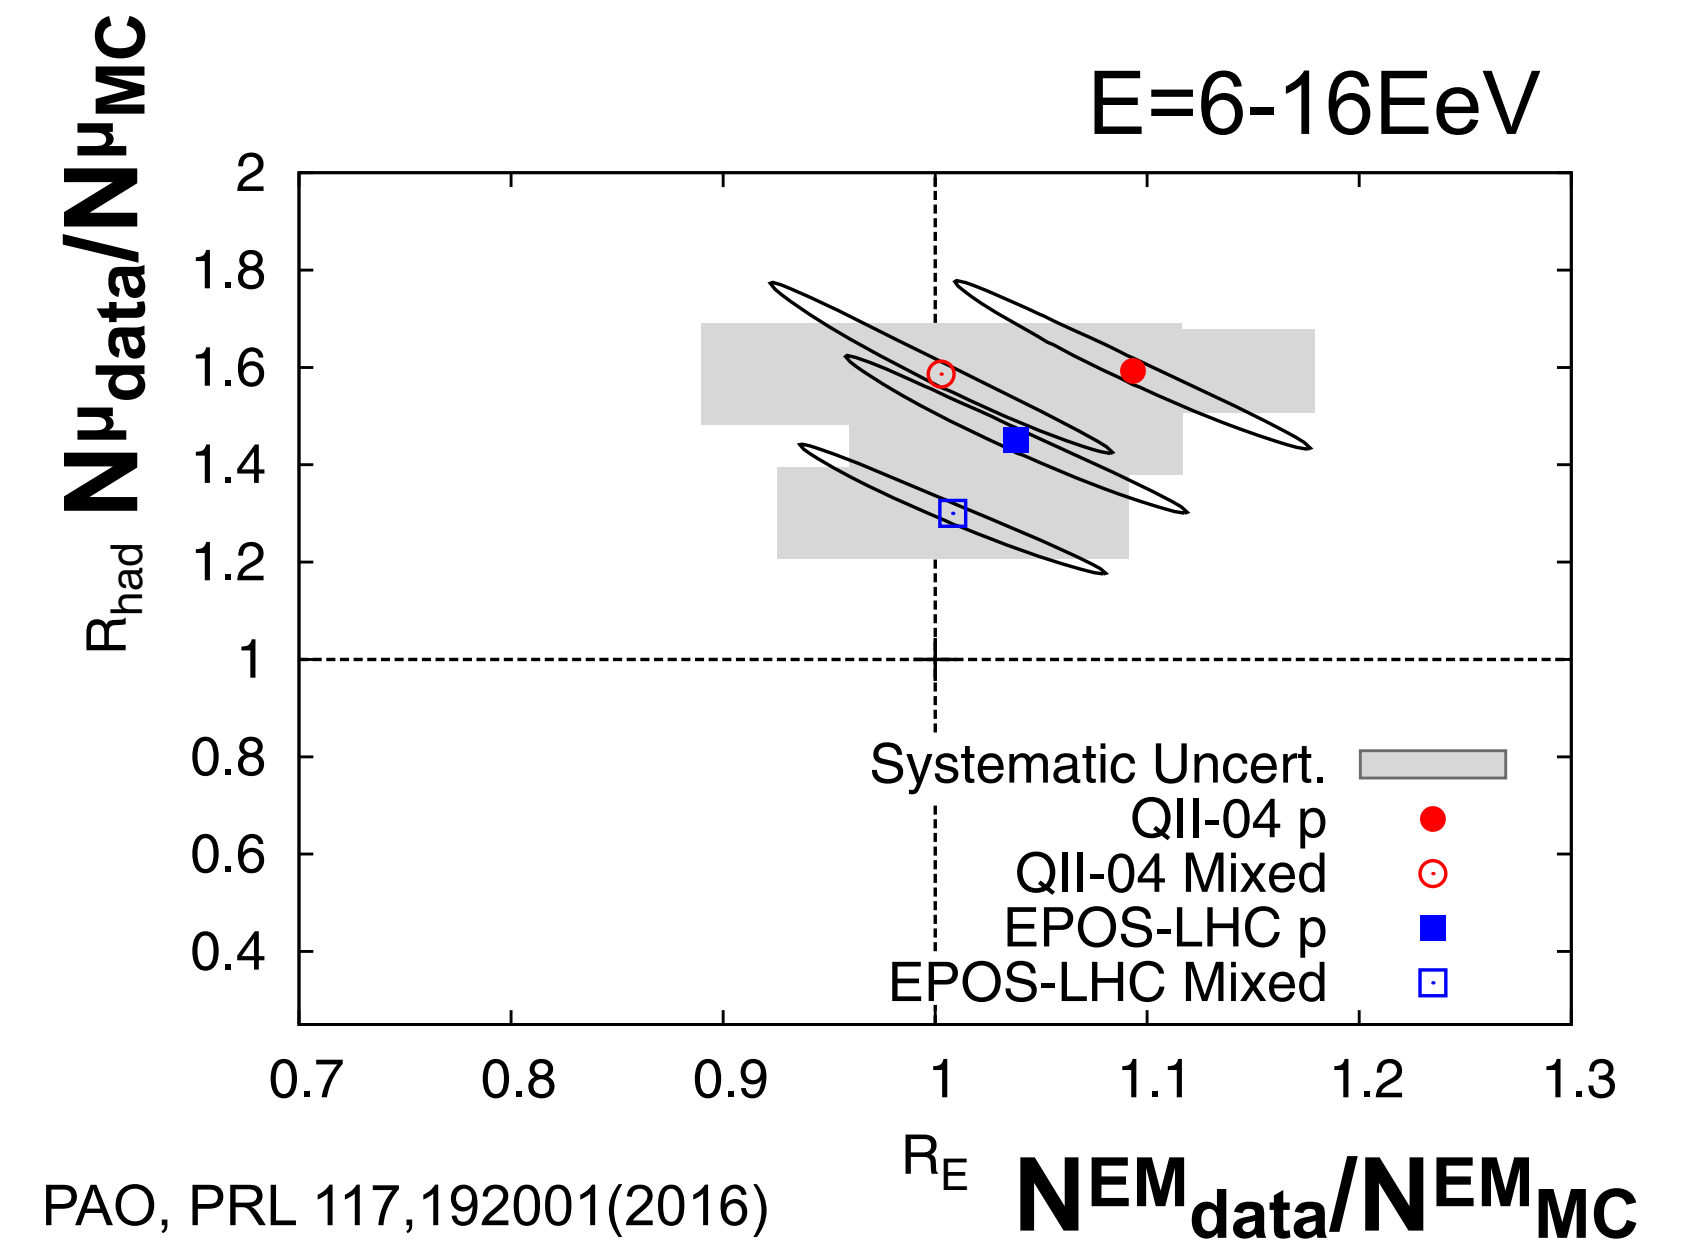 E=6-16EeV
R_had N^μ_data/N^μ_MC
2
1.8
1.6
1.4
1.2
1
0.8
0.6
0.4
Systematic Uncert.
QII-04 p
QII-04 Mixed
EPOS-LHC p
EPOS-LHC Mixed
0.7 0.8 0.9 1 1.1 1.2 1.3
R_E N^EM_data/N^EM_MC
PAO, PRL 117,192001(2016)